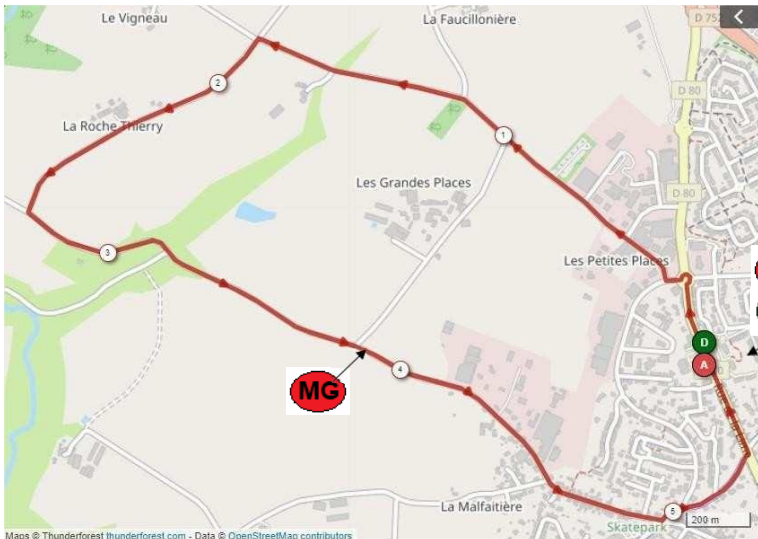 Le Vigneau
La Faucillonière
D 752
<
2
D 80
La Roche Thierry
1
Les Grandes Places
D 80
3
Les Petites Places
D
A
MG
4
La Malfaitière
5
200 m
Skatepark
Maps © Thunderforest thunderforest.com - Data © OpenStreetMap contributors